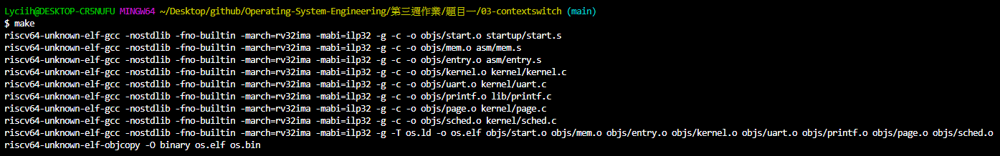 Lyciih@DESKTOP-CR5NUFU MINGW64 ~/Desktop/github/Operating-System-Engineering/第三週作業/題目一/03-contextswitch (main)
$ make
riscv64-unknown-elf-gcc -nostdlib -fno-builtin -march=rv32ima -mabi=ilp32 -g -c -o objs/start.o startup/start.s
riscv64-unknown-elf-gcc -nostdlib -fno-builtin -march=rv32ima -mabi=ilp32 -g -c -o objs/mem.o asm/mem.s
riscv64-unknown-elf-gcc -nostdlib -fno-builtin -march=rv32ima -mabi=ilp32 -g -c -o objs/entry.o asm/entry.s
riscv64-unknown-elf-gcc -nostdlib -fno-builtin -march=rv32ima -mabi=ilp32 -g -c -o objs/kernel.o kernel/kernel.c
riscv64-unknown-elf-gcc -nostdlib -fno-builtin -march=rv32ima -mabi=ilp32 -g -c -o objs/uart.o kernel/uart.c
riscv64-unknown-elf-gcc -nostdlib -fno-builtin -march=rv32ima -mabi=ilp32 -g -c -o objs/printf.o lib/printf.c
riscv64-unknown-elf-gcc -nostdlib -fno-builtin -march=rv32ima -mabi=ilp32 -g -c -o objs/page.o kernel/page.c
riscv64-unknown-elf-gcc -nostdlib -fno-builtin -march=rv32ima -mabi=ilp32 -g -c -o objs/sched.o kernel/sched.c
riscv64-unknown-elf-gcc -nostdlib -fno-builtin -march=rv32ima -mabi=ilp32 -g -T os.ld -o os.elf objs/start.o objs/mem.o objs/entry.o objs/kernel.o objs/uart.o objs/printf.o objs/page.o objs/sched.o
riscv64-unknown-elf-objcopy -O binary os.elf os.bin